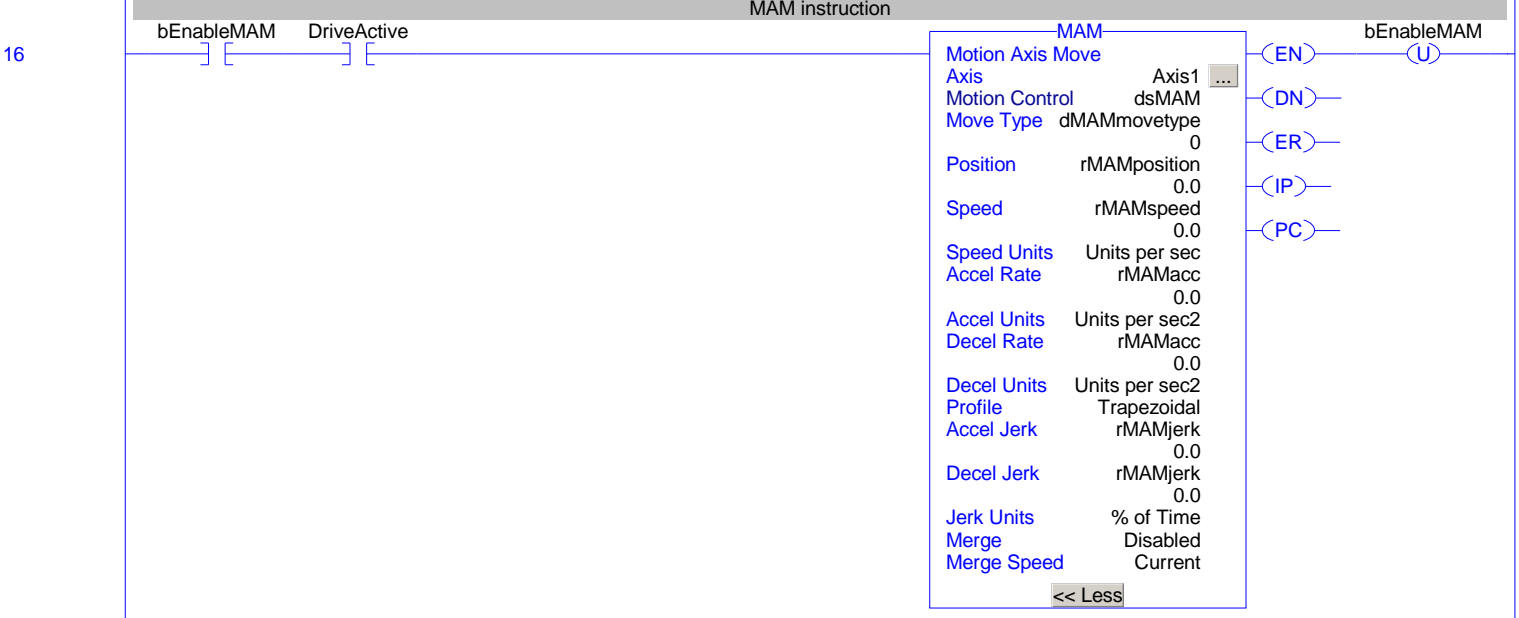 MAM instruction
bEnableMAM DriveActive MAM bEnableMAM
16 Motion Axis Move EN U
Axis Axis1 ...
Motion Control dsMAM DN
Move Type dMAMmovetype
0 ER
Position rMAMposition
0.0 IP
Speed rMAMspeed
0.0 PC
Speed Units Units per sec
Accel Rate rMAMacc
0.0
Accel Units Units per sec2
Decel Rate rMAMacc
0.0
Decel Units Units per sec2
Profile Trapezoidal
Accel Jerk rMAMjerk
0.0
Decel Jerk rMAMjerk
0.0
Jerk Units % of Time
Merge Disabled
Merge Speed Current
<< Less